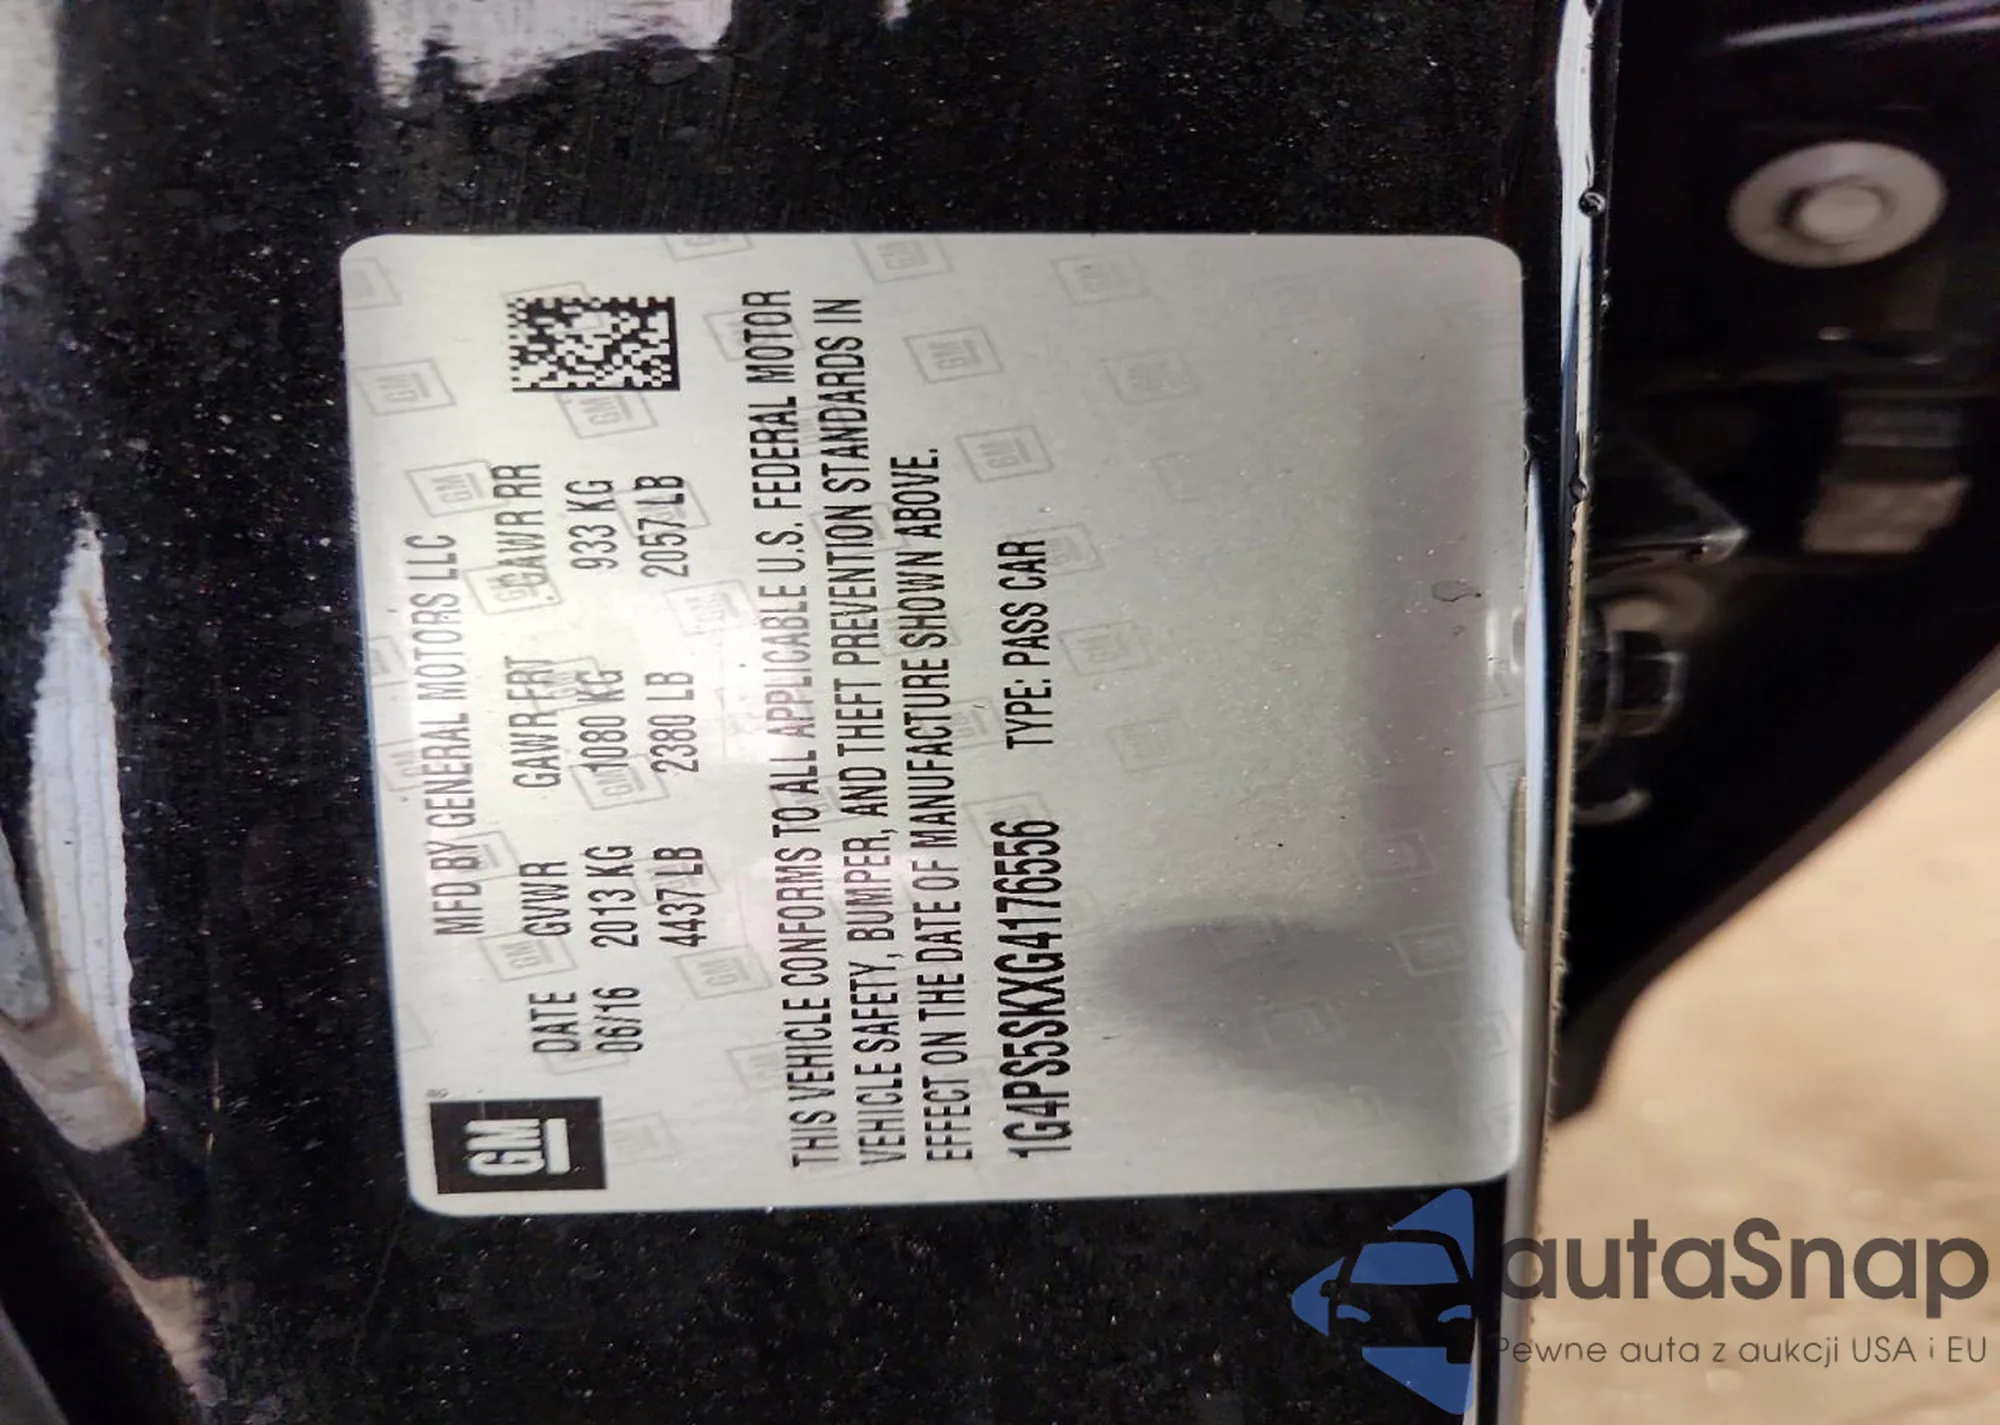 GM®
MFD BY GENERAL MOTORS LLC
DATE GVWR GAWR FRT GAWR RR
06/16 2013 KG 1080 KG 933 KG
4437 LB 2380 LB 2057 LB
THIS VEHICLE CONFORMS TO ALL APPLICABLE U.S. FEDERAL MOTOR
VEHICLE SAFETY, BUMPER, AND THEFT PREVENTION STANDARDS IN
EFFECT ON THE DATE OF MANUFACTURE SHOWN ABOVE.
1G4PS5SKXG4176556 TYPE: PASS CAR
autaSnap
Pewne auta z aukcji USA i EU